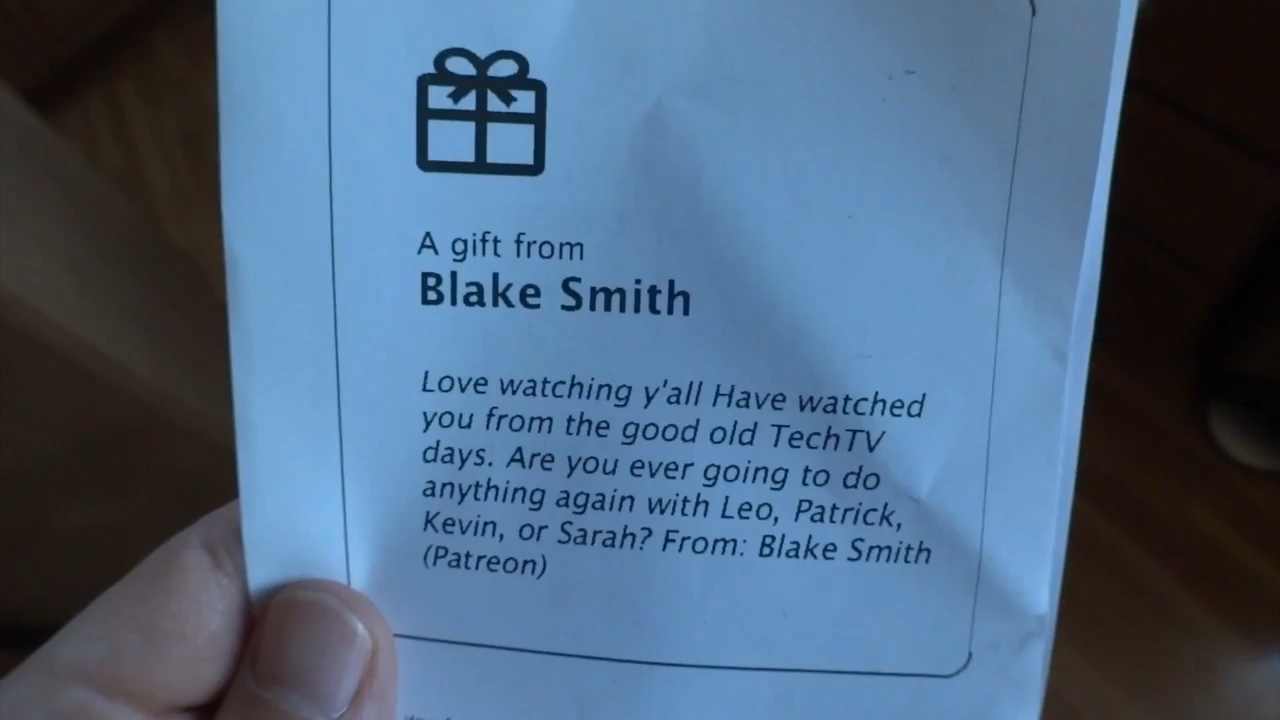 A gift from
Blake Smith
Love watching y'all Have watched
you from the good old TechTV
days. Are you ever going to do
anything again with Leo, Patrick,
Kevin, or Sarah? From: Blake Smith
(Patreon)